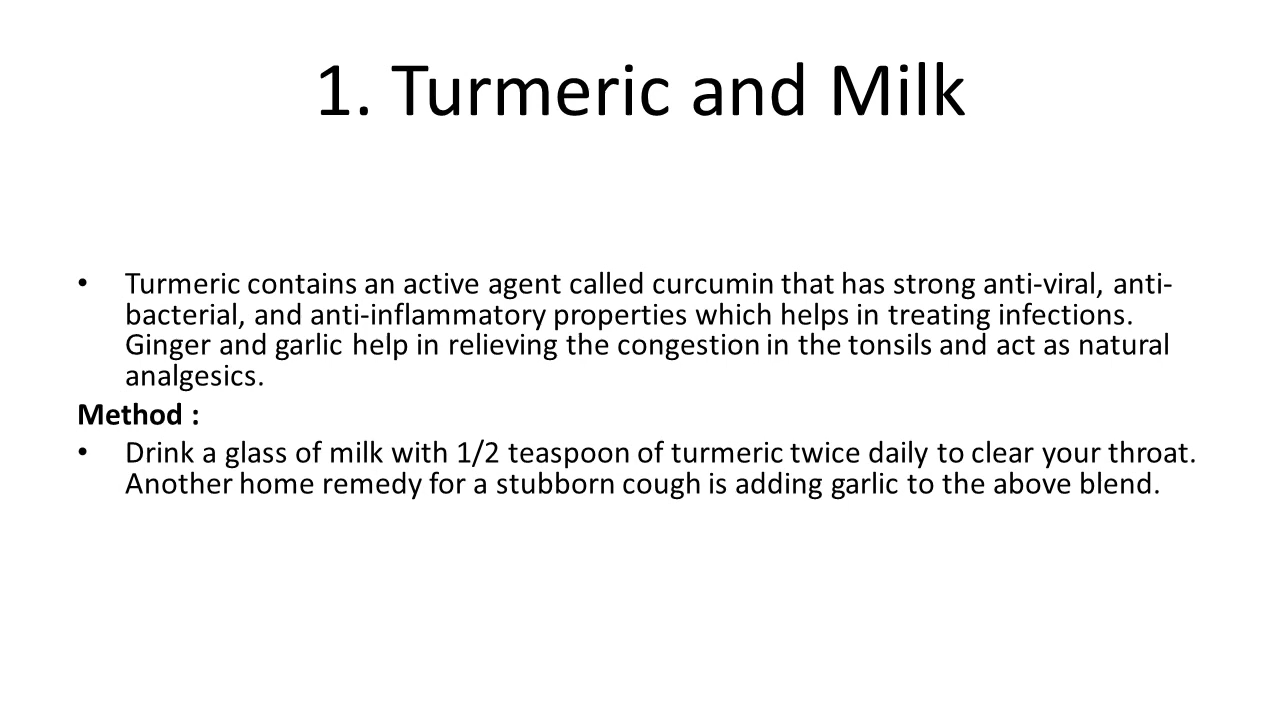 1. Turmeric and Milk
• Turmeric contains an active agent called curcumin that has strong anti-viral, anti-
bacterial, and anti-inflammatory properties which helps in treating infections.
Ginger and garlic help in relieving the congestion in the tonsils and act as natural
analgesics.
Method :
• Drink a glass of milk with 1/2 teaspoon of turmeric twice daily to clear your throat.
Another home remedy for a stubborn cough is adding garlic to the above blend.